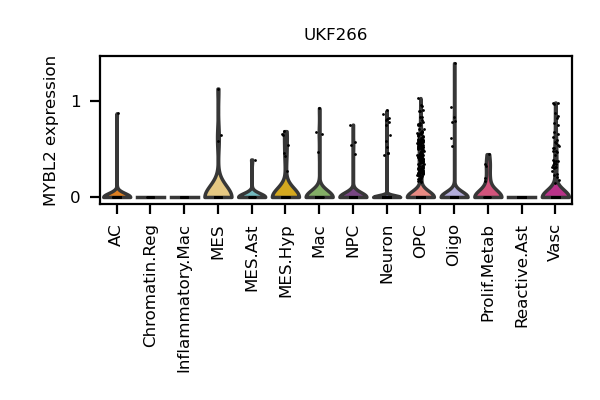 UKF266
MYBL2 expression
1
0
AC
Chromatin.Reg
Inflammatory.Mac
MES
MES.Ast
MES.Hyp
Mac
NPC
Neuron
OPC
Oligo
Prolif.Metab
Reactive.Ast
Vasc